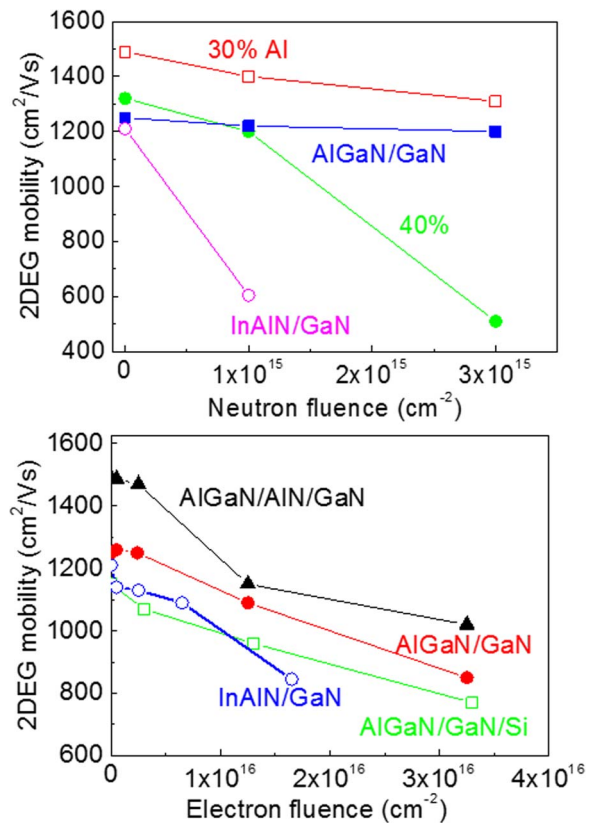 1600
1400
1200
1000
800
600
400
2DEG mobility (cm²/Vs)
30% Al
AlGaN/GaN
40%
InAlN/GaN
0 1x10¹⁵ 2x10¹⁵ 3x10¹⁵
Neutron fluence (cm⁻²)
1600
1400
1200
1000
800
600
2DEG mobility (cm²/Vs)
AlGaN/AlN/GaN
AlGaN/GaN
InAlN/GaN
AlGaN/GaN/Si
0 1x10¹⁶ 2x10¹⁶ 3x10¹⁶ 4x10¹⁶
Electron fluence (cm⁻²)